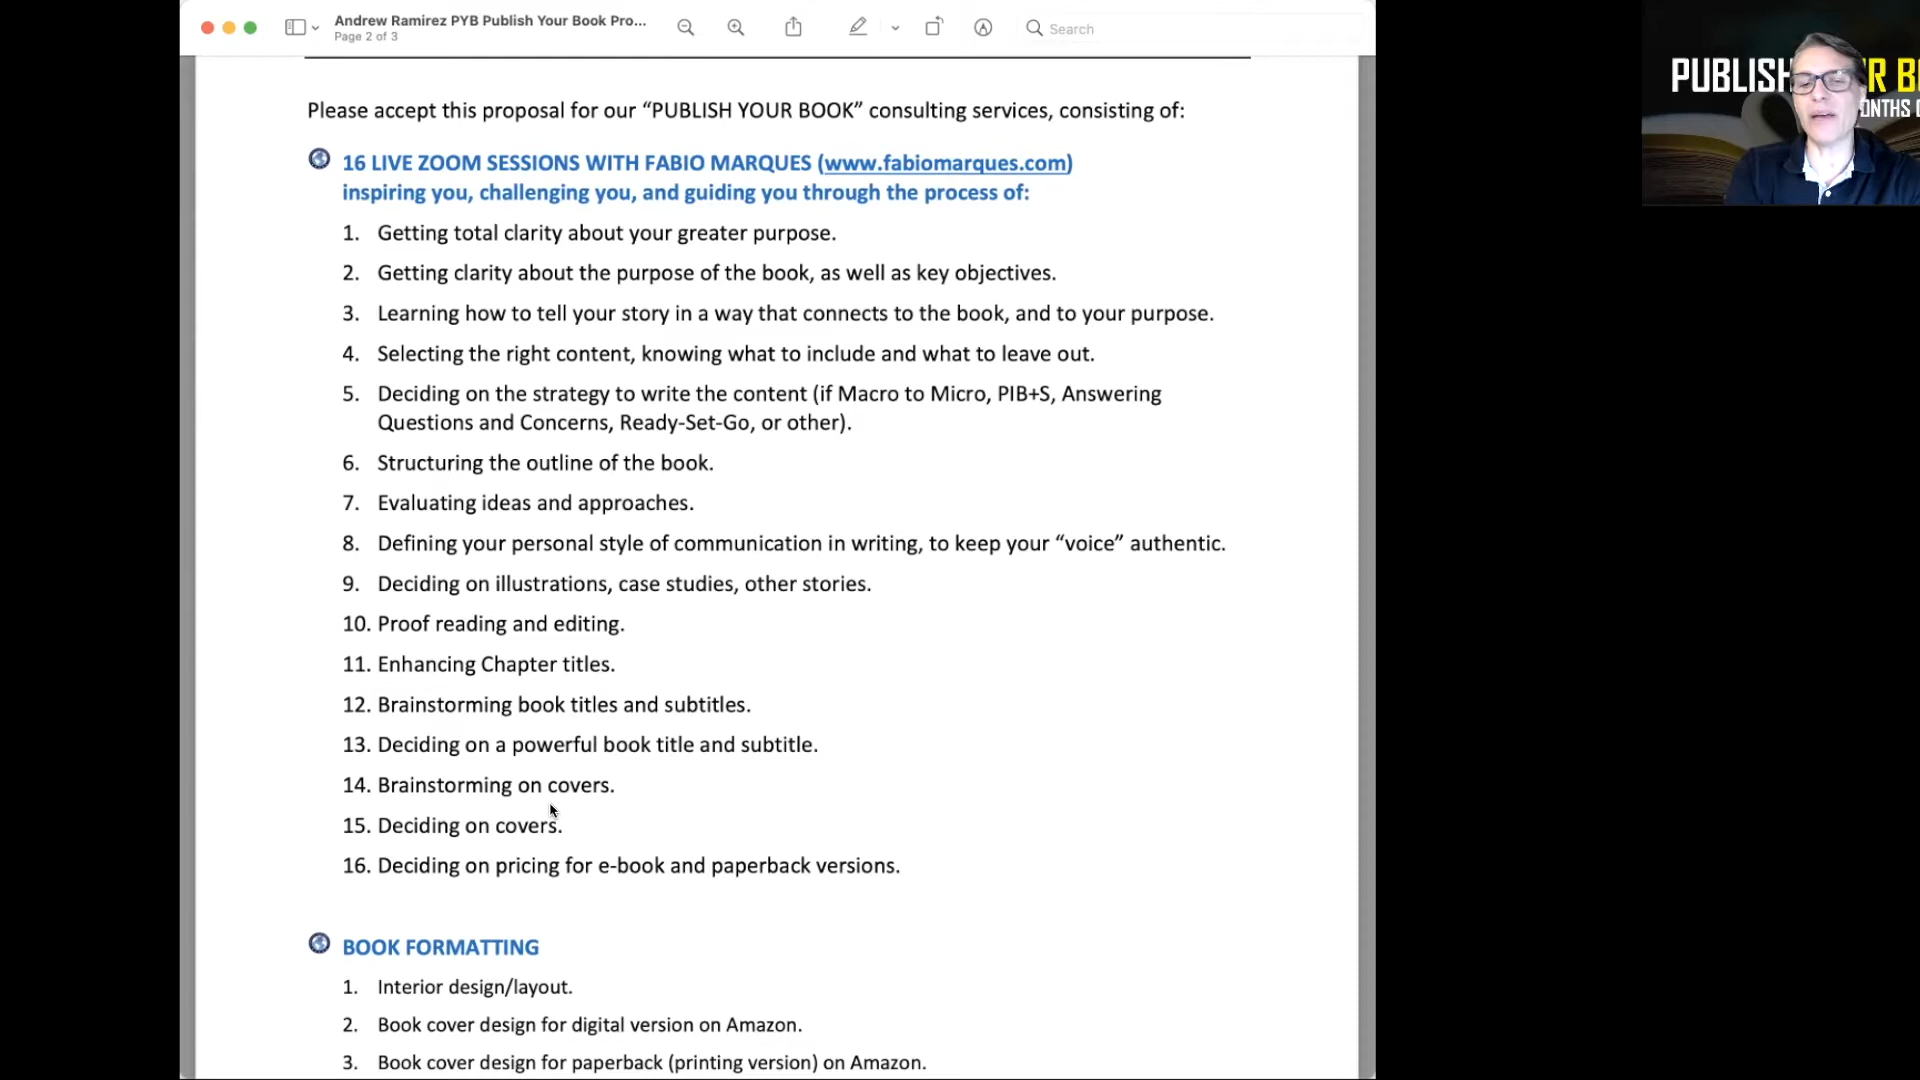 Andrew Ramirez PYB Publish Your Book Pro...
Page 2 of 3
Search
PUBLISH R B
ONTHS
Please accept this proposal for our “PUBLISH YOUR BOOK” consulting services, consisting of:
16 LIVE ZOOM SESSIONS WITH FABIO MARQUES (www.fabiomarques.com)
inspiring you, challenging you, and guiding you through the process of:
1. Getting total clarity about your greater purpose.
2. Getting clarity about the purpose of the book, as well as key objectives.
3. Learning how to tell your story in a way that connects to the book, and to your purpose.
4. Selecting the right content, knowing what to include and what to leave out.
5. Deciding on the strategy to write the content (if Macro to Micro, PIB+S, Answering
Questions and Concerns, Ready-Set-Go, or other).
6. Structuring the outline of the book.
7. Evaluating ideas and approaches.
8. Defining your personal style of communication in writing, to keep your “voice” authentic.
9. Deciding on illustrations, case studies, other stories.
10. Proof reading and editing.
11. Enhancing Chapter titles.
12. Brainstorming book titles and subtitles.
13. Deciding on a powerful book title and subtitle.
14. Brainstorming on covers.
15. Deciding on covers.
16. Deciding on pricing for e-book and paperback versions.
BOOK FORMATTING
1. Interior design/layout.
2. Book cover design for digital version on Amazon.
3. Book cover design for paperback (printing version) on Amazon.